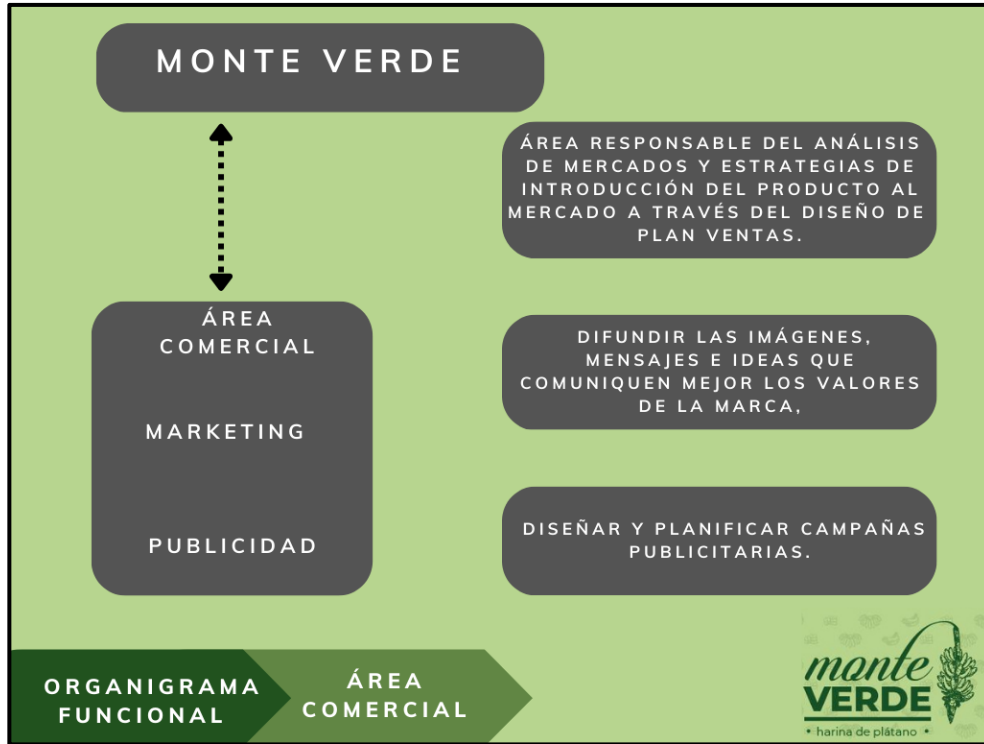 MONTE VERDE
ÁREA RESPONSABLE DEL ANÁLISIS
DE MERCADOS Y ESTRATEGIAS DE
INTRODUCCIÓN DEL PRODUCTO AL
MERCADO A TRAVÉS DEL DISEÑO DE
PLAN VENTAS.
ÁREA
COMERCIAL
MARKETING
PUBLICIDAD
DIFUNDIR LAS IMÁGENES,
MENSAJES E IDEAS QUE
COMUNIQUEN MEJOR LOS VALORES
DE LA MARCA,
DISEÑAR Y PLANIFICAR CAMPAÑAS
PUBLICITARIAS.
ORGANIGRAMA
FUNCIONAL
ÁREA
COMERCIAL
monte
VERDE
• harina de plátano •